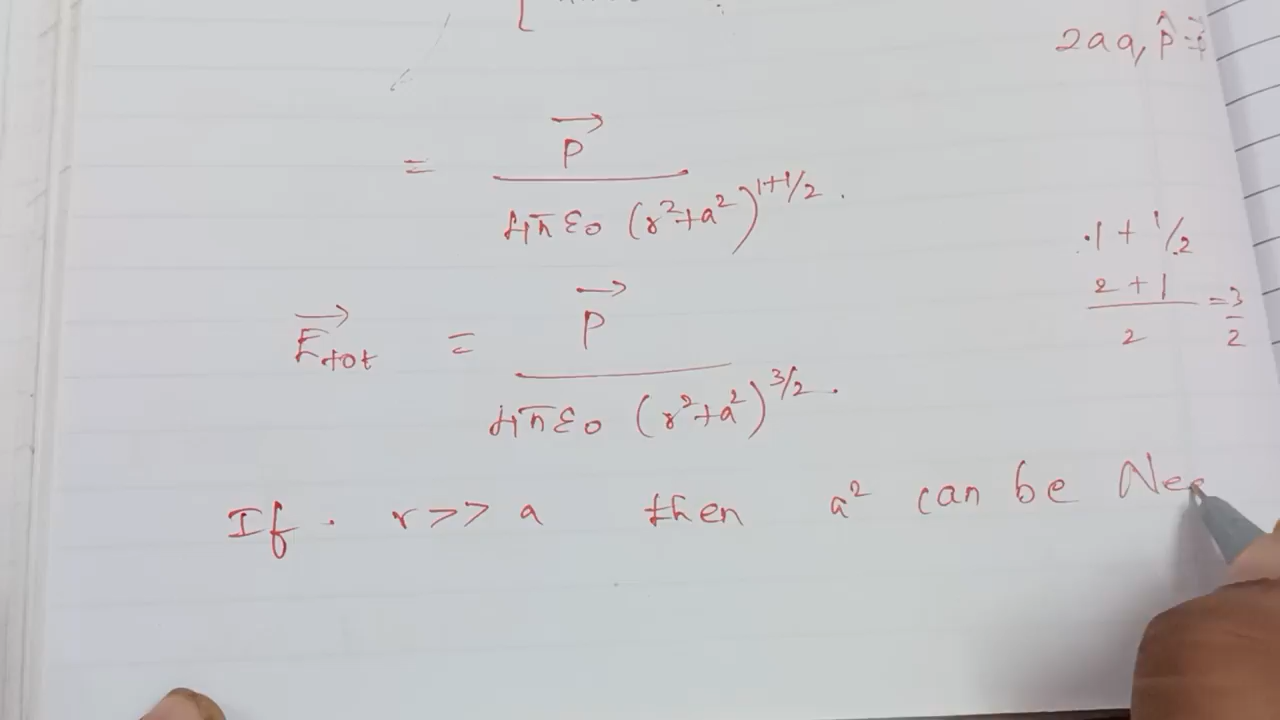 2aq, p̂ =
= P⃗ / 4πε₀ (r²+a²)^1+1/2 .
.1 + 1/2
2 + 1 / 2 = 3/2
E⃗tot = P⃗ / 4πε₀ (r²+a²)^3/2 .
If . r >> a then a² can be